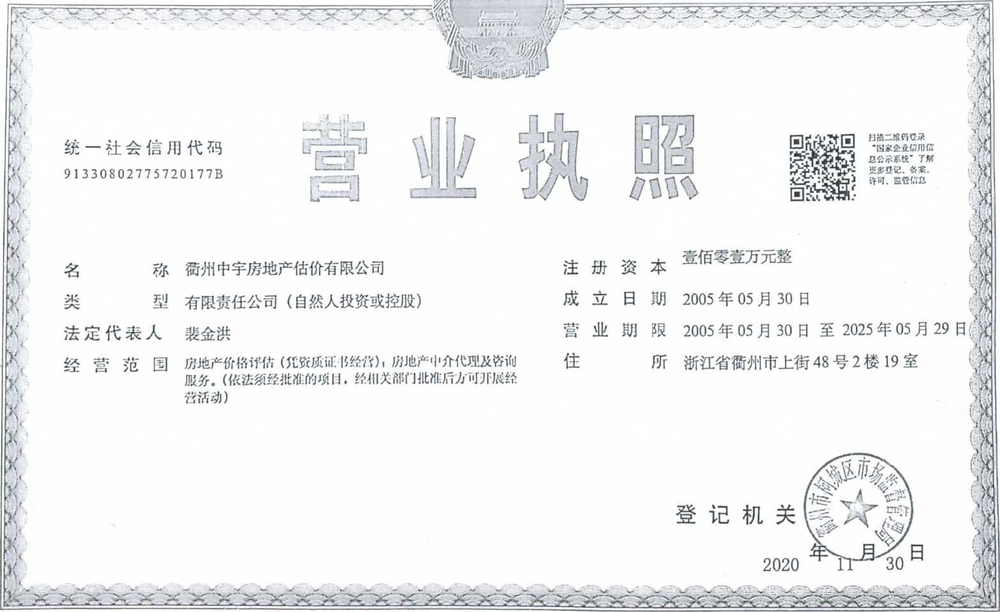 营业执照
统一社会信用代码
91330802775720177B
扫描二维码登录
“国家企业信用信
息公示系统”了解
更多登记、备案、
许可、监管信息
名称 衢州中宇房地产估价有限公司
类型 有限责任公司（自然人投资或控股）
法定代表人 裴金洪
经营范围 房地产价格评估（凭资质证书经营）；房地产中介代理及咨询
服务。（依法须经批准的项目，经相关部门批准后方可开展经
营活动）
注册资本 壹佰零壹万元整
成立日期 2005年05月30日
营业期限 2005年05月30日 至 2025年05月29日
住所 浙江省衢州市上街48号2楼19室
登记机关
衢州市柯城区市场监督管理局
2020年11月30日